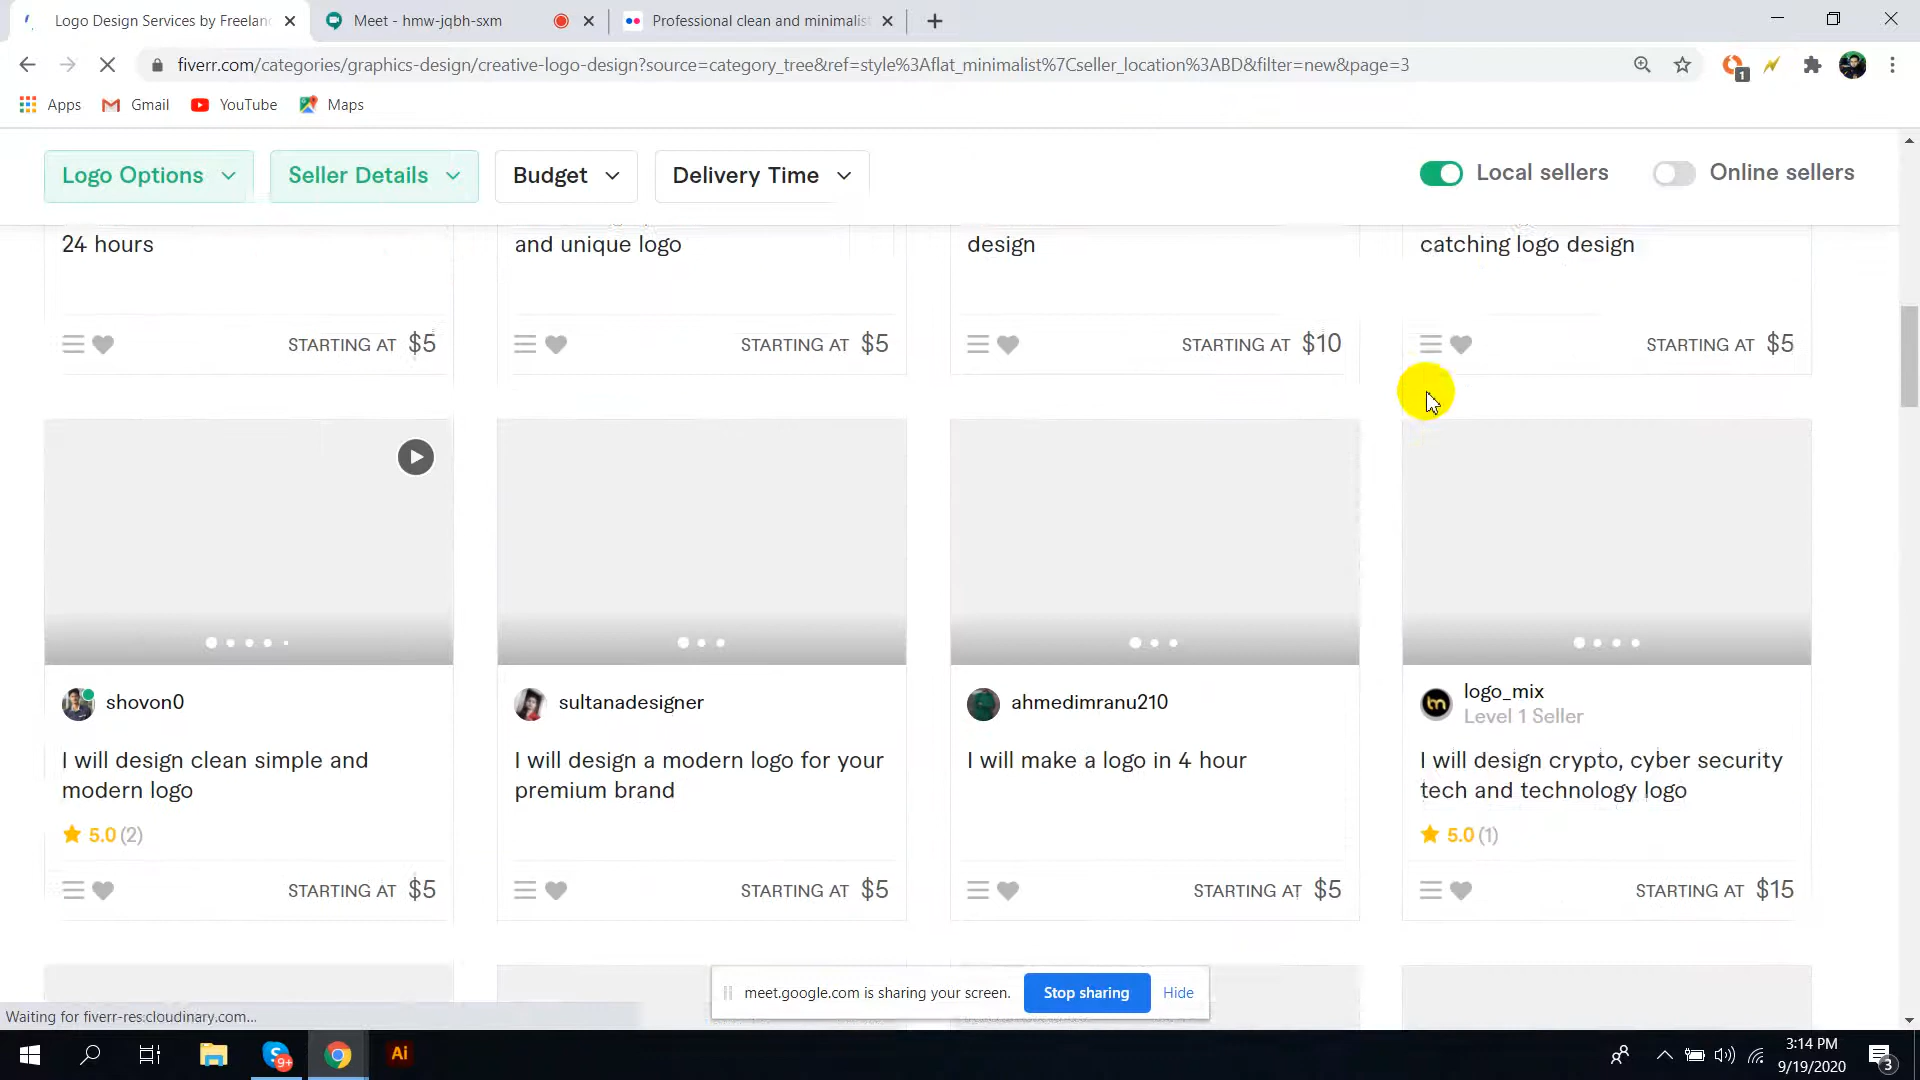 Logo Design Services by Freelan
Meet - hmw-jqbh-sxm
Professional clean and minimalis
fiverr.com/categories/graphics-design/creative-logo-design?source=category_tree&ref=style%3Aflat_minimalist%7Cseller_location%3ABD&filter=new&page=3
1
Apps
Gmail
YouTube
Maps
Logo Options
Seller Details
Budget
Delivery Time
Local sellers
Online sellers
24 hours
and unique logo
design
catching logo design
STARTING AT $5
STARTING AT $5
STARTING AT $10
STARTING AT $5
shovon0
sultanadesigner
ahmedimranu210
logo_mix
Level 1 Seller
I will design clean simple and
modern logo
I will design a modern logo for your
premium brand
I will make a logo in 4 hour
I will design crypto, cyber security
tech and technology logo
5.0 (2)
5.0 (1)
STARTING AT $5
STARTING AT $5
STARTING AT $5
STARTING AT $15
meet.google.com is sharing your screen.
Stop sharing
Hide
Waiting for fiverr-res.cloudinary.com...
S
9+
Ai
3:14 PM
9/19/2020
3